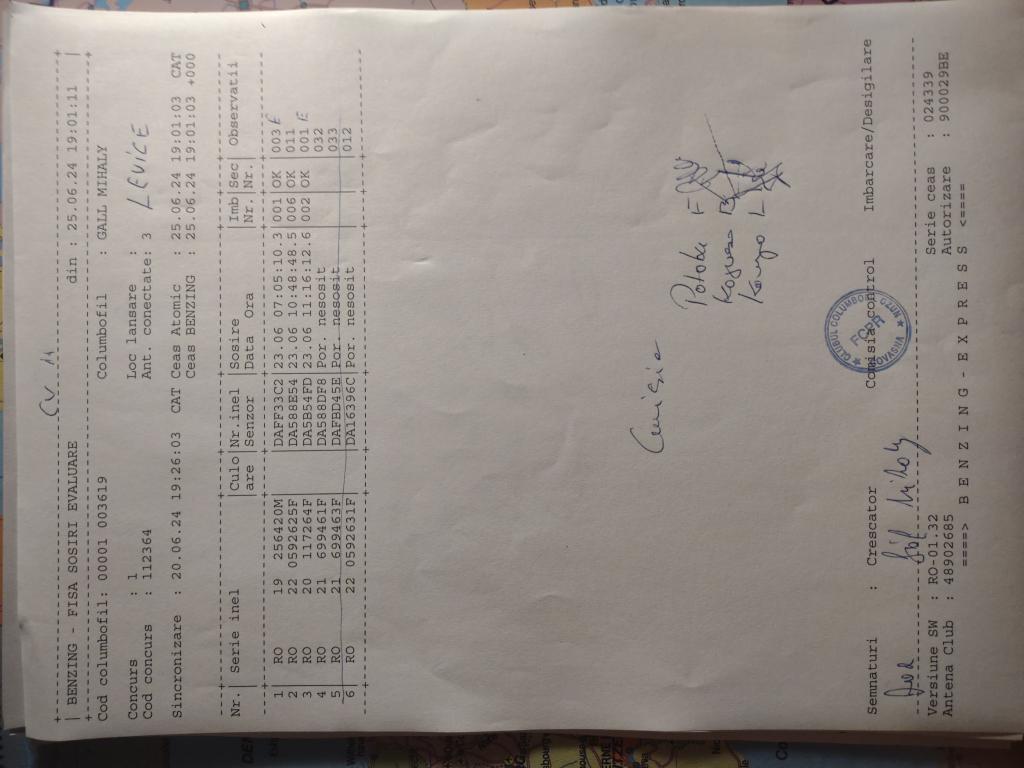 CV 11
| BENZING - FISA SOSIRI EVALUARE din : 25.06.24 19:01:11 |
Cod columbofil: 00001 003619 Columbofil : GALL MIHALY
Concurs : 1 Loc lansare :
Cod concurs : 112364 Ant. conectate: 3 LEVICE
Sincronizare : 20.06.24 19:26:03 CAT Ceas Atomic : 25.06.24 19:01:03 CAT
Ceas BENZING : 25.06.24 19:01:03 +000
Nr.| Serie inel |Culo|Nr.inel |Sosire |Imb|Sec| Observatii
|are |Senzor |Data Ora |Nr.|Nr.|
1 | RO 19 256420M| |DAFF33C2|23.06 07:05:10.3|001|OK |003 E
2 | RO 22 0592625F| |DA588E54|23.06 10:48:48.5|006|OK |011
3 | RO 20 117264F| |DA5B54FD|23.06 11:16:12.6|002|OK |001 E
4 | RO 21 699461F| |DA588DF8|Por. nesosit | | |032
5 | RO 21 699463F| |DAFBD45E|Por. nesosit | | |033
6 | RO 22 0592631F| |DA16396C|Por. nesosit | | |012
Comisia
Potoba F
L
Semnaturi : Crescator Comisia control Imbarcare/Desigilare
CLUBUL COLUMBOFIL
FCPR
COVASNA
Versiune SW : RO-01.32 Serie ceas : 024339
Antena Club : 48902685 Autorizare : 900029BE
====> B E N Z I N G - E X P R E S S <====